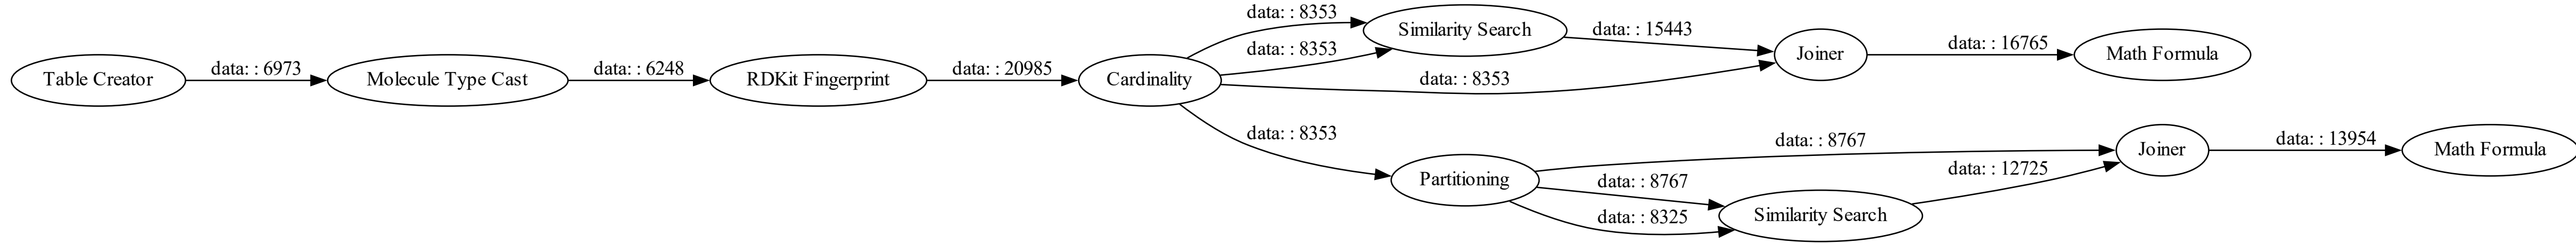 Table Creator
data: : 6973
Molecule Type Cast
data: : 6248
RDKit Fingerprint
data: : 20985
Cardinality
data: : 8353
data: : 8353
data: : 8353
data: : 8353
Similarity Search
data: : 15443
Joiner
data: : 16765
Math Formula
Partitioning
data: : 8767
data: : 8767
data: : 8325
Similarity Search
data: : 12725
Joiner
data: : 13954
Math Formula